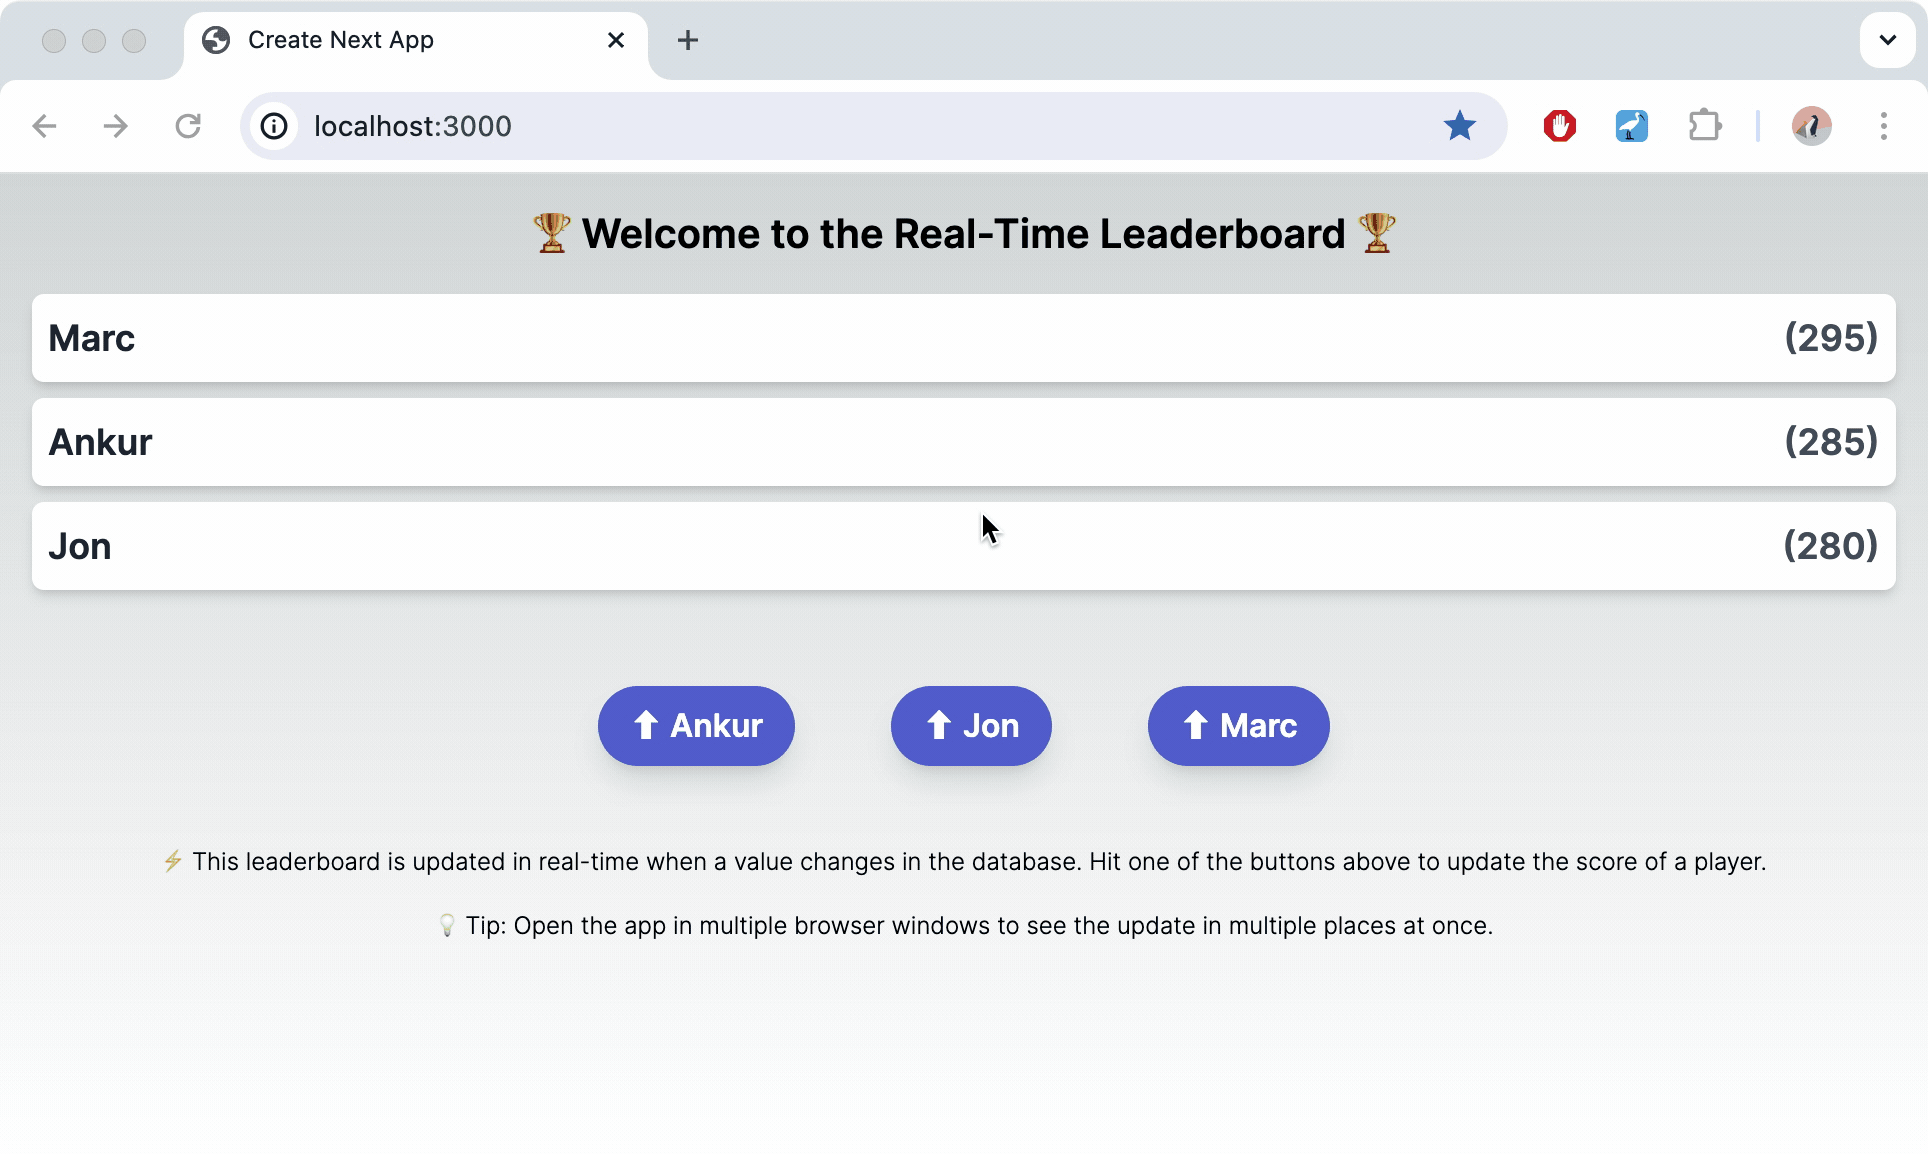 Create Next App
localhost:3000
🏆 Welcome to the Real-Time Leaderboard 🏆
Marc (295)
Ankur (285)
Jon (280)
⬆ Ankur ⬆ Jon ⬆ Marc
⚡ This leaderboard is updated in real-time when a value changes in the database. Hit one of the buttons above to update the score of a player.
💡 Tip: Open the app in multiple browser windows to see the update in multiple places at once.